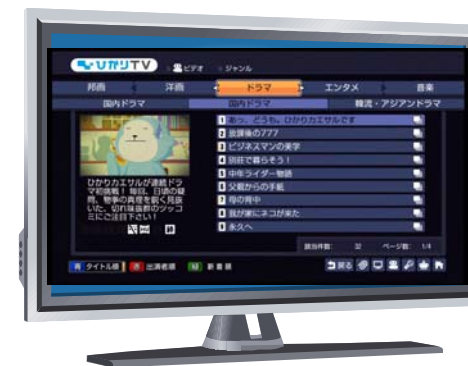 ひかりTV ビデオ ジャンル
邦画 洋画 ドラマ エンタメ 音楽
国内ドラマ 国内ドラマ 韓流・アジアンドラマ
1 あっ、どうも。ひかりカエサルです
2 放課後の777
3 ビジネスマンの美学
4 別荘で暮らそう！
5 中年ライダー物語
6 父親からの手紙
7 母の背中
8 我が家にネコが来た
9 永久へ
ひかりカエサルが連続ドラ
マ初挑戦！ 毎回、日頃の疑
問、物事の真理を鋭く見抜
いた、切れ味抜群のツッコ
ミにご注目下さい！
該当件数: 32 ページ数: 1/4
青 タイトル順 赤 出演者順 新着順 戻る